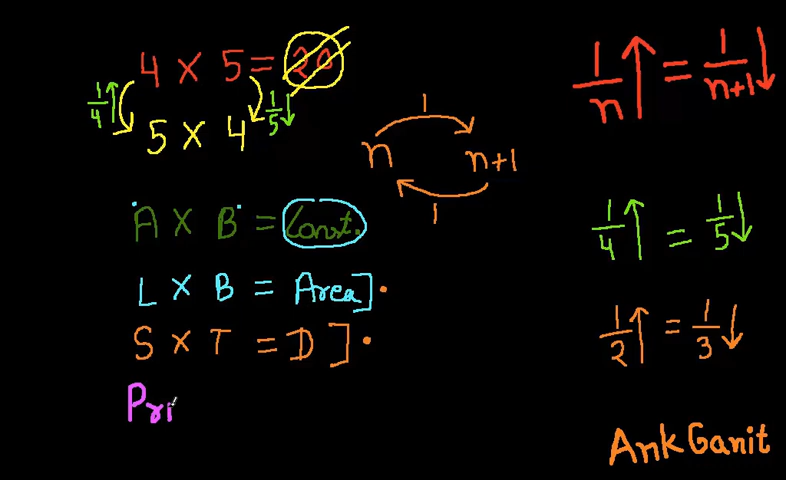 4 × 5 = 20
1/4↑ 5 × 4 1/5↓
A × B = Const.
L × B = Area].
S × T = D].
Pri
1
n n+1
1
1/n↑ = 1/n+1↓
1/4↑ = 1/5↓
1/2↑ = 1/3↓
AnkGanit